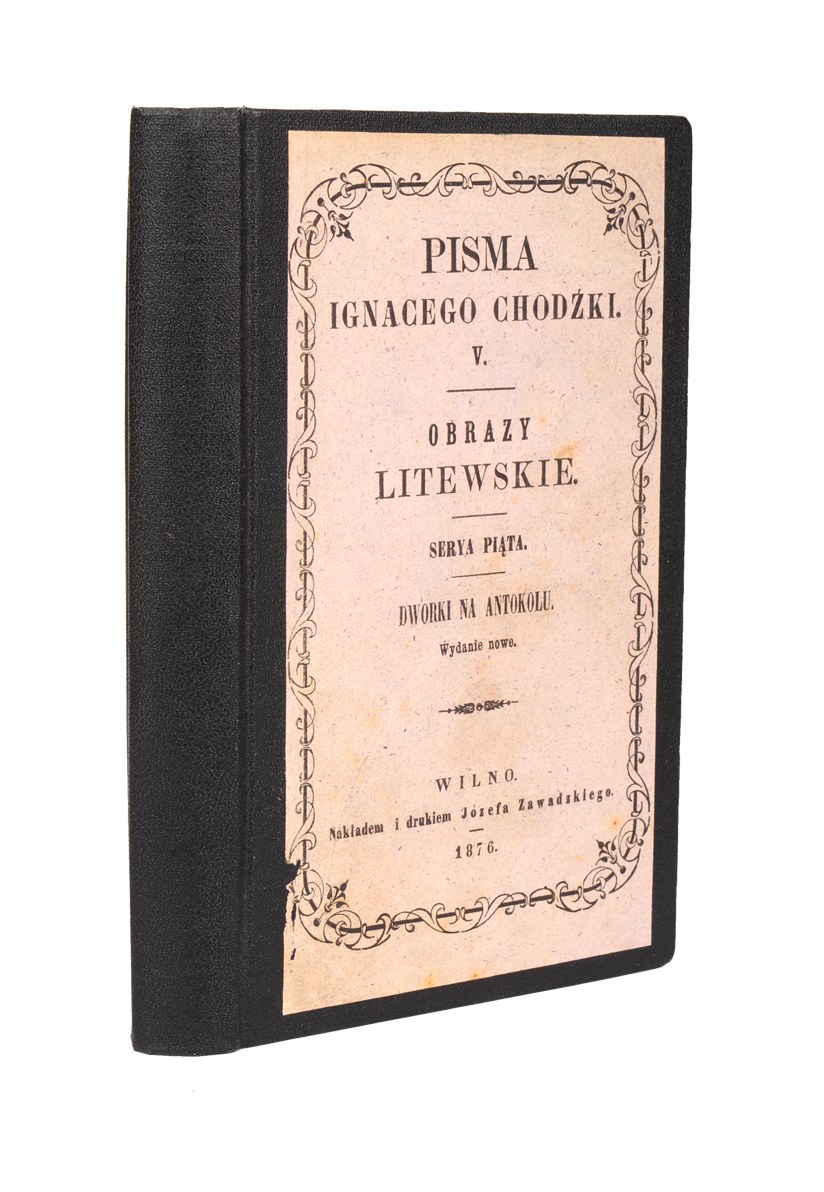 PISMA
IGNACEGO CHODŹKI.
V.
OBRAZY
LITEWSKIE.
SERYA PIĄTA.
DWORKI NA ANTOKOLU.
Wydanie nowe.
WILNO.
Nakładem i drukiem Józefa Zawadzkiego.
1876.